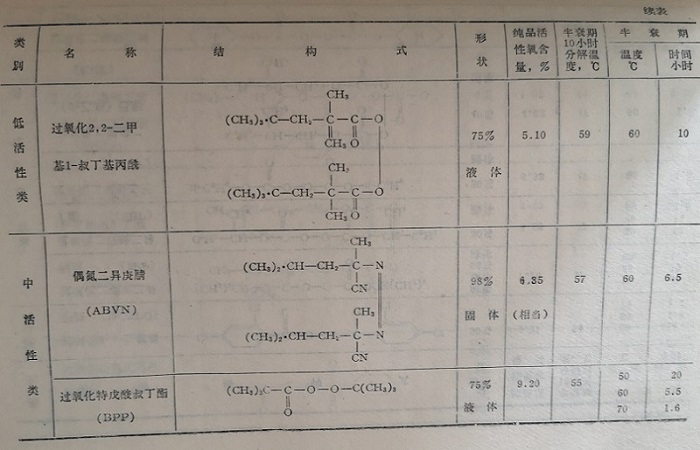 续表
类别 名 称 结 构 式 形状 纯品活性氧含量，% 半衰期10小时分解温度，℃ 半 衰 期
温度℃ 时间小时
低活性类
CH₃
(CH₃)₃•C—CH₂—C—C—O
过氧化2,2-二甲 CH₃ O 75% 5.10 59 60 10
基1-叔丁基丙酰 CH₃ 液 体
(CH₃)₃•C—CH₂—C—C—O
CH₃ O
中活性类
CH₃
偶氮二异庚腈 (CH₃)₂•CH—CH₂—C—N 98% 6.35 57 60 6.5
CN
(ABVN) CH₃ 固 体 (相当)
(CH₃)₂•CH—CH₂—C—N
CN
过氧化特戊酸叔丁酯 (CH₃)₃C—C—O—O—C(CH₃)₃ 75% 9.20 55 50 20
60 5.5
(BPP) O 液 体 70 1.6